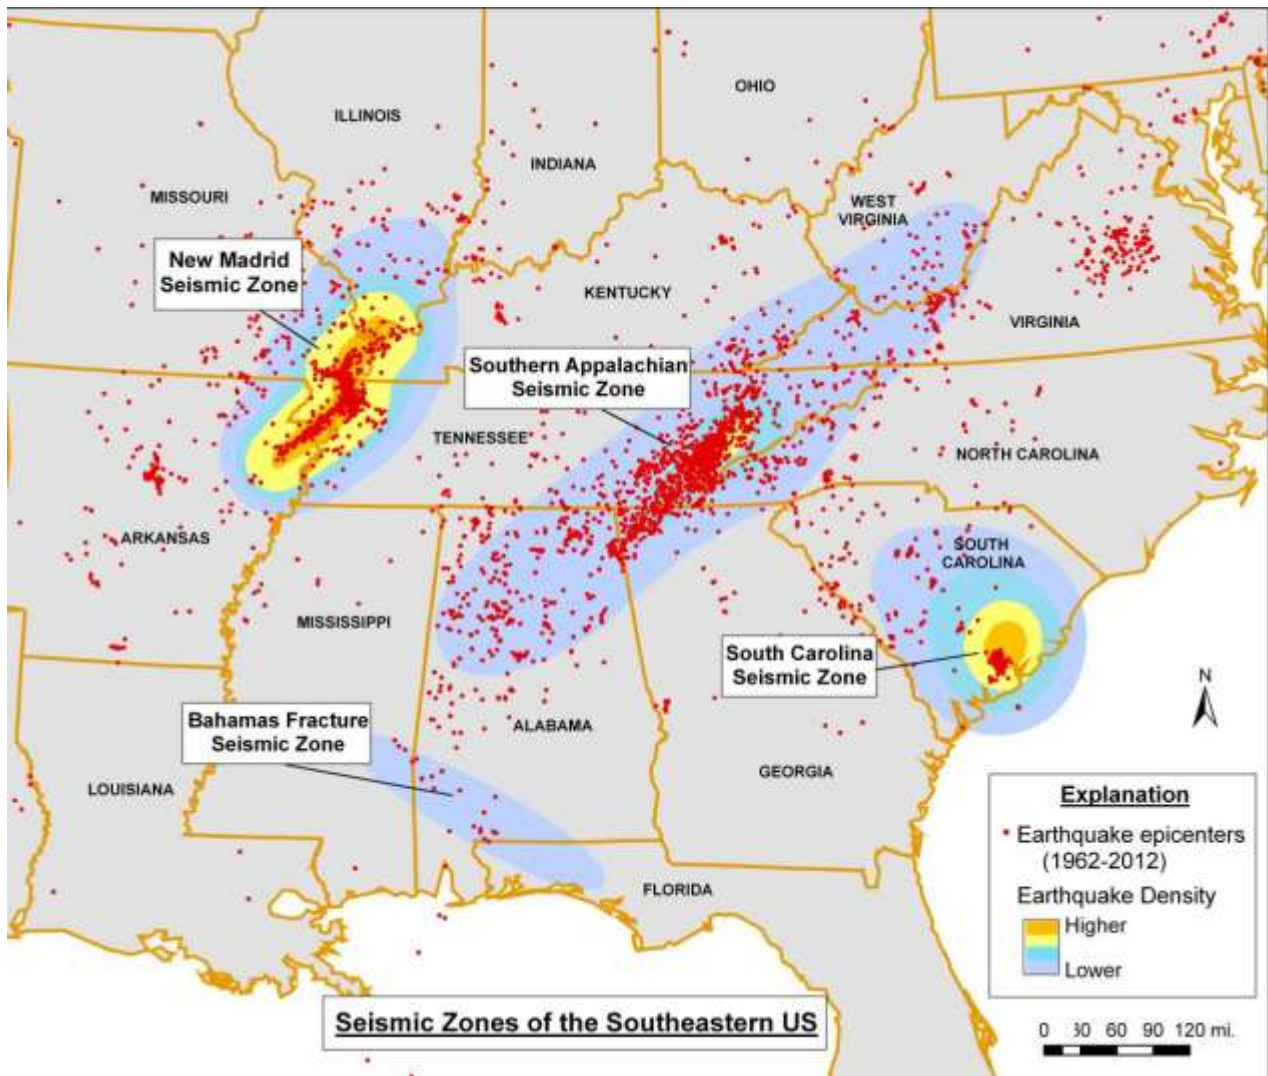 OHIO
ILLINOIS
INDIANA
MISSOURI
WEST
VIRGINIA
New Madrid
Seismic Zone
KENTUCKY
VIRGINIA
Southern Appalachian
Seismic Zone
TENNESSEE
NORTH CAROLINA
ARKANSAS
SOUTH
CAROLINA
MISSISSIPPI
South Carolina
Seismic Zone
N
Bahamas Fracture
Seismic Zone
ALABAMA
GEORGIA
LOUISIANA
Explanation
Earthquake epicenters
(1962-2012)
Earthquake Density
Higher
Lower
FLORIDA
Seismic Zones of the Southeastern US
0 30 60 90 120 mi.